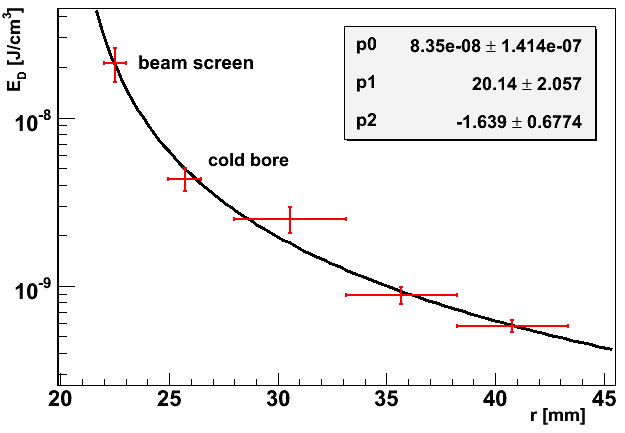 E_D [J/cm³]
10⁻⁸
10⁻⁹
beam screen
cold bore
p0 8.35e-08 ± 1.414e-07
p1 20.14 ± 2.057
p2 -1.639 ± 0.6774
20 25 30 35 40 45
r [mm]